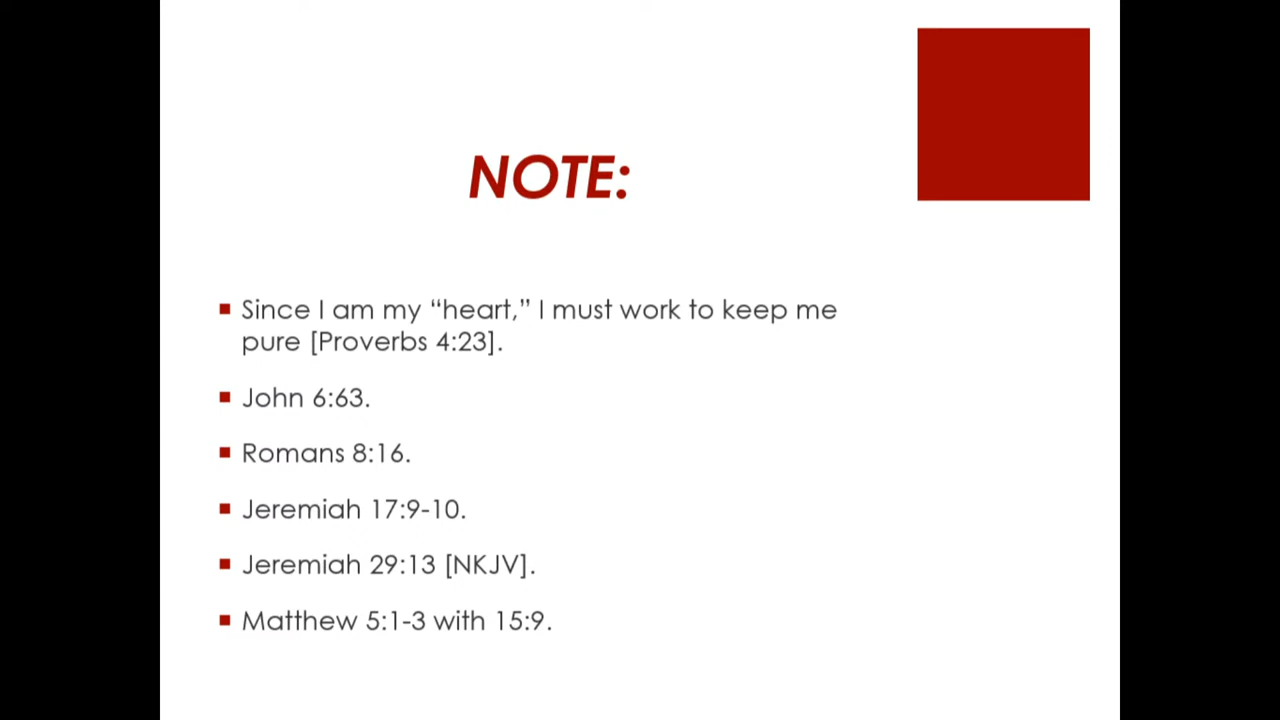 NOTE:
Since I am my “heart,” I must work to keep me
pure [Proverbs 4:23].
John 6:63.
Romans 8:16.
Jeremiah 17:9-10.
Jeremiah 29:13 [NKJV].
Matthew 5:1-3 with 15:9.